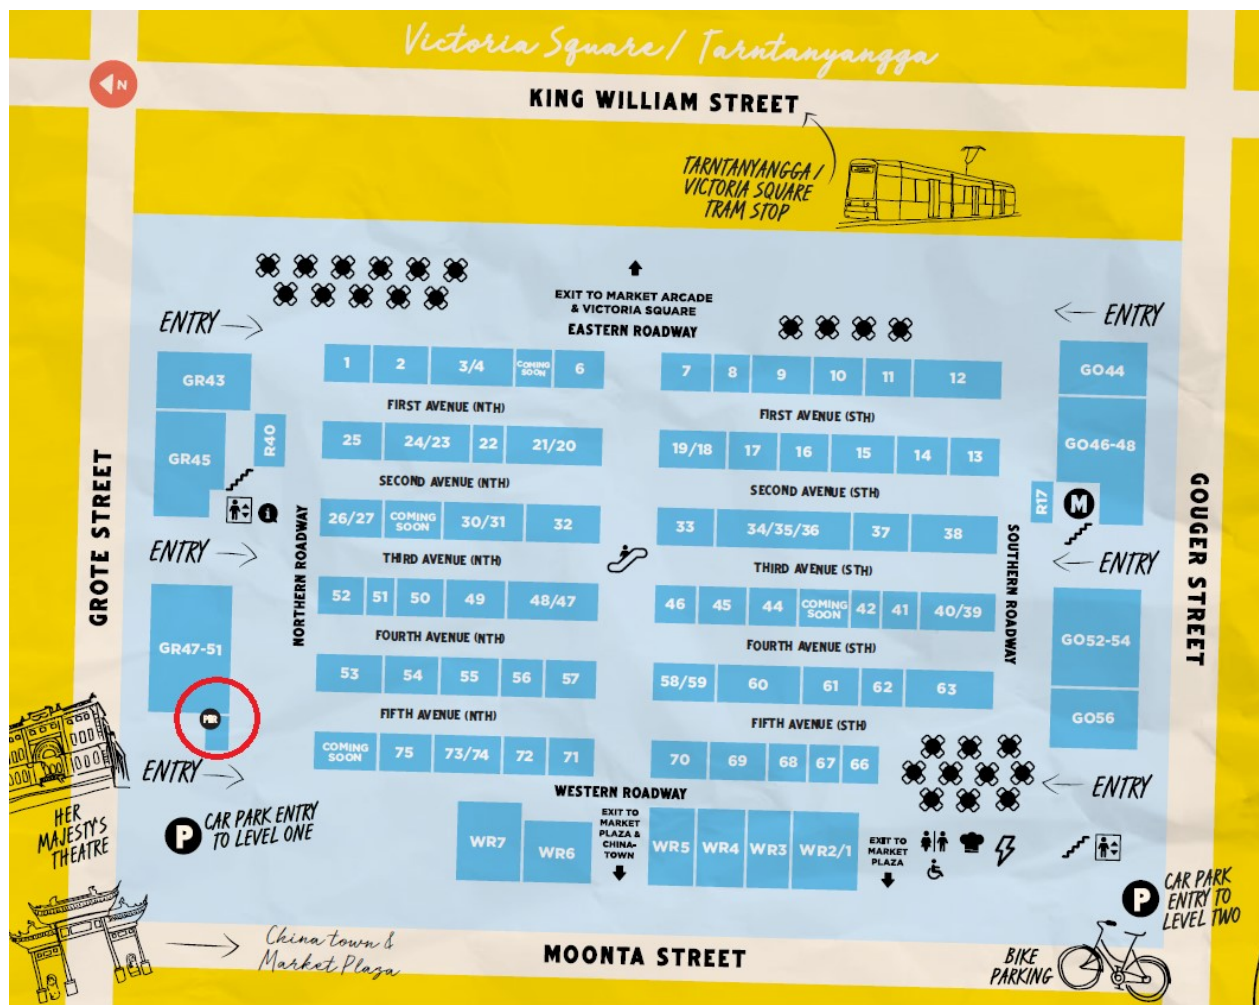 Victoria Square / Tarntanyangga
N
KING WILLIAM STREET
TARNTANYANGGA /
VICTORIA SQUARE
TRAM STOP
EXIT TO MARKET ARCADE
& VICTORIA SQUARE
EASTERN ROADWAY
ENTRY
ENTRY
1
2
3/4
COMING
SOON
6
7
8
9
10
11
12
GR43
GO44
FIRST AVENUE (NTH)
FIRST AVENUE (STH)
R40
25
24/23
22
21/20
19/18
17
16
15
14
13
GR45
GO46-48
SECOND AVENUE (NTH)
SECOND AVENUE (STH)
26/27
COMING
SOON
30/31
32
33
34/35/36
37
38
R17
M
i
GROTE STREET
NORTHERN ROADWAY
SOUTHERN ROADWAY
GOUGER STREET
ENTRY
THIRD AVENUE (NTH)
THIRD AVENUE (STH)
ENTRY
52
51
50
49
48/47
46
45
44
COMING
SOON
42
41
40/39
GR47-51
GO52-54
FOURTH AVENUE (NTH)
FOURTH AVENUE (STH)
53
54
55
56
57
58/59
60
61
62
63
GO56
FIFTH AVENUE (NTH)
FIFTH AVENUE (STH)
COMING
SOON
75
73/74
72
71
70
69
68
67
66
ENTRY
ENTRY
WESTERN ROADWAY
HER
MAJESTY'S
THEATRE
P
CAR PARK ENTRY
TO LEVEL ONE
WR7
WR6
EXIT TO
MARKET
PLAZA &
CHINA-
TOWN
WR5
WR4
WR3
WR2/1
EXIT TO
MARKET
PLAZA
P
CAR PARK
ENTRY TO
LEVEL TWO
China town &
Market Plaza
MOONTA STREET
BIKE
PARKING